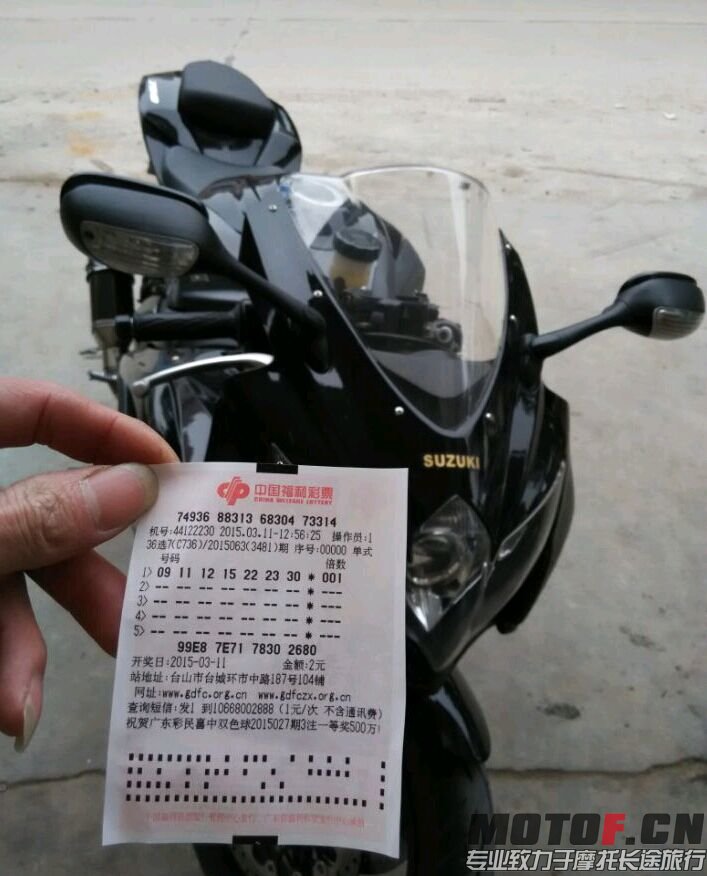 SUZUKI
中国福利彩票
CHINA WELFARE LOTTERY
74936 88313 68304 73314
机号:44122230 2015.03.11-12:56:25 操作员:1
36选7(C736)/2015063(3481)期 序号:00000 单式
号码 倍数
1> 09 11 12 15 22 23 30 * 001
2> -- -- -- -- -- -- -- * ---
3> -- -- -- -- -- -- -- * ---
4> -- -- -- -- -- -- -- * ---
5> -- -- -- -- -- -- -- * ---
99E8 7E71 7830 2680
开奖日:2015-03-11 金额:2元
站地址:台山市台城环市中路187号104铺
网址:www.gdfc.org.cn www.gdfczx.org.cn
查询短信:发1 到10668002888 (1元/次 不含通讯费)
祝贺广东彩民喜中双色球2015027期3注一等奖500万!
MOTOF.CN
专业致力于摩托长途旅行